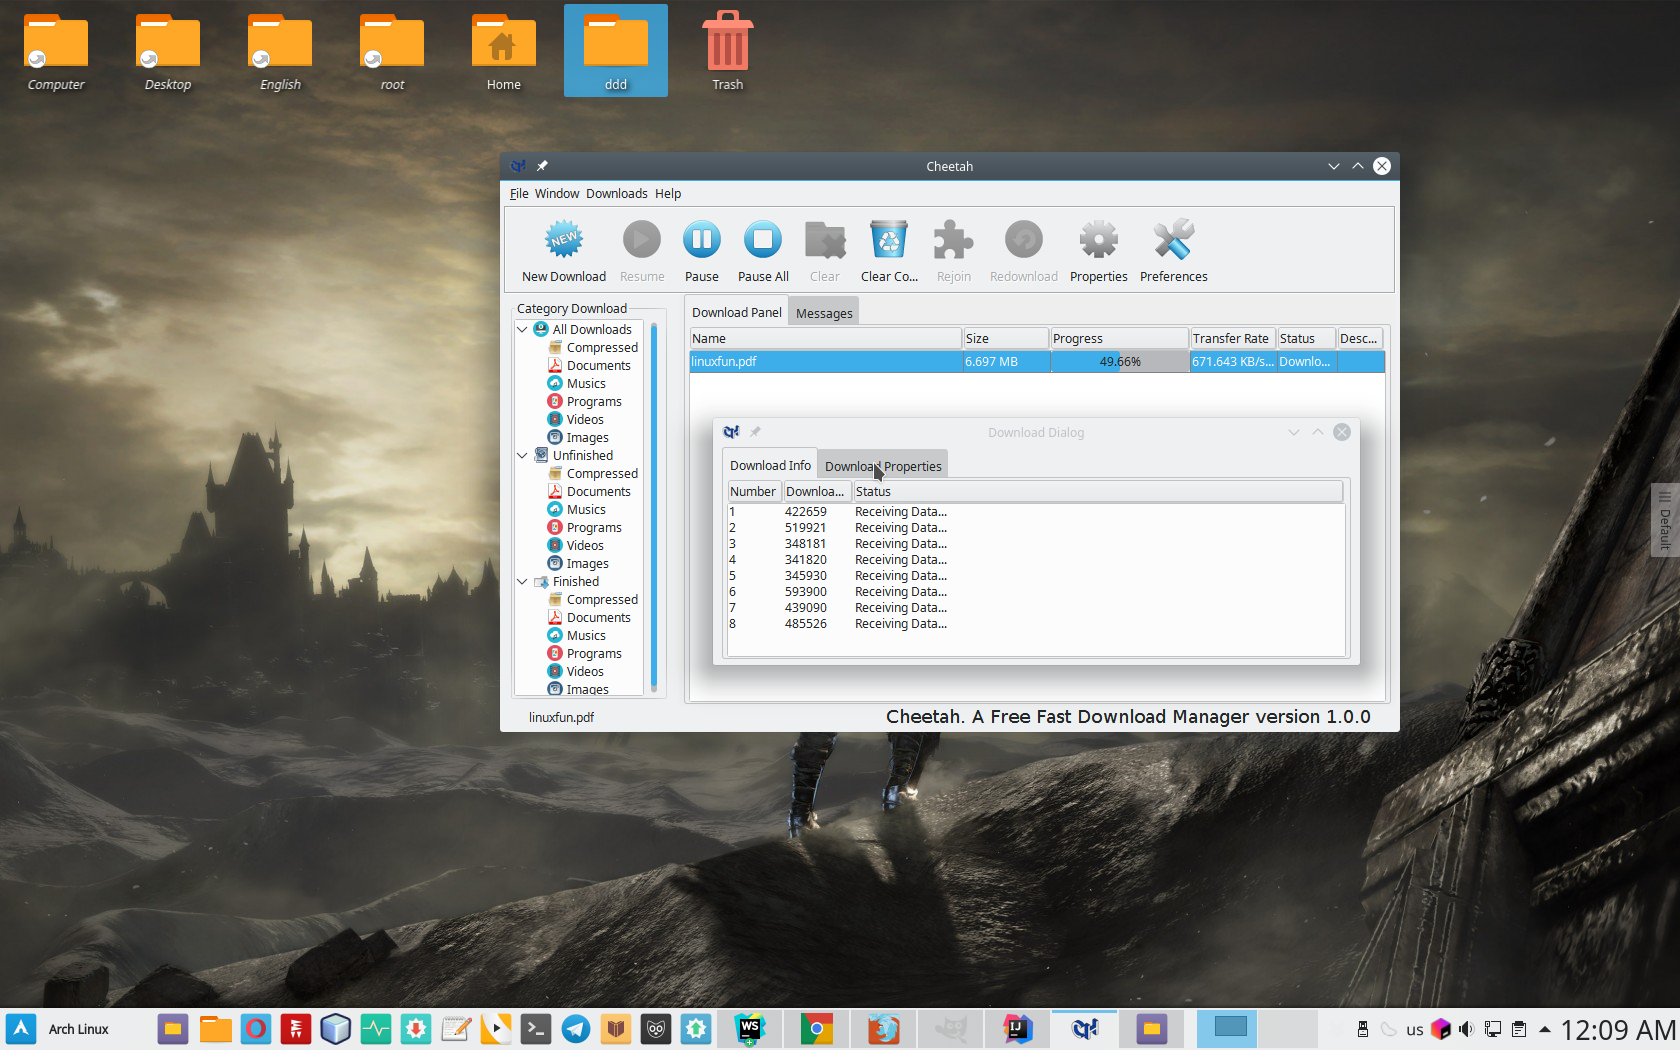 Computer Desktop English root Home ddd Trash
Cheetah
File Window Downloads Help
NEW
New Download Resume Pause Pause All Clear Clear Co... Rejoin Redownload Properties Preferences
Category Download
All Downloads
Compressed
Documents
Musics
Programs
Videos
Images
Unfinished
Compressed
Documents
Musics
Programs
Videos
Images
Finished
Compressed
Documents
Musics
Programs
Videos
Images
Download Panel Messages
Name Size Progress Transfer Rate Status Desc...
linuxfun.pdf 6.697 MB 49.66% 671.643 KB/s... Downlo...
Download Dialog
Download Info Download Properties
Number Downloa... Status
1 422659 Receiving Data...
2 519921 Receiving Data...
3 348181 Receiving Data...
4 341820 Receiving Data...
5 345930 Receiving Data...
6 593900 Receiving Data...
7 439090 Receiving Data...
8 485526 Receiving Data...
linuxfun.pdf Cheetah. A Free Fast Download Manager version 1.0.0
Default
Arch Linux WS IJ us 12:09 AM